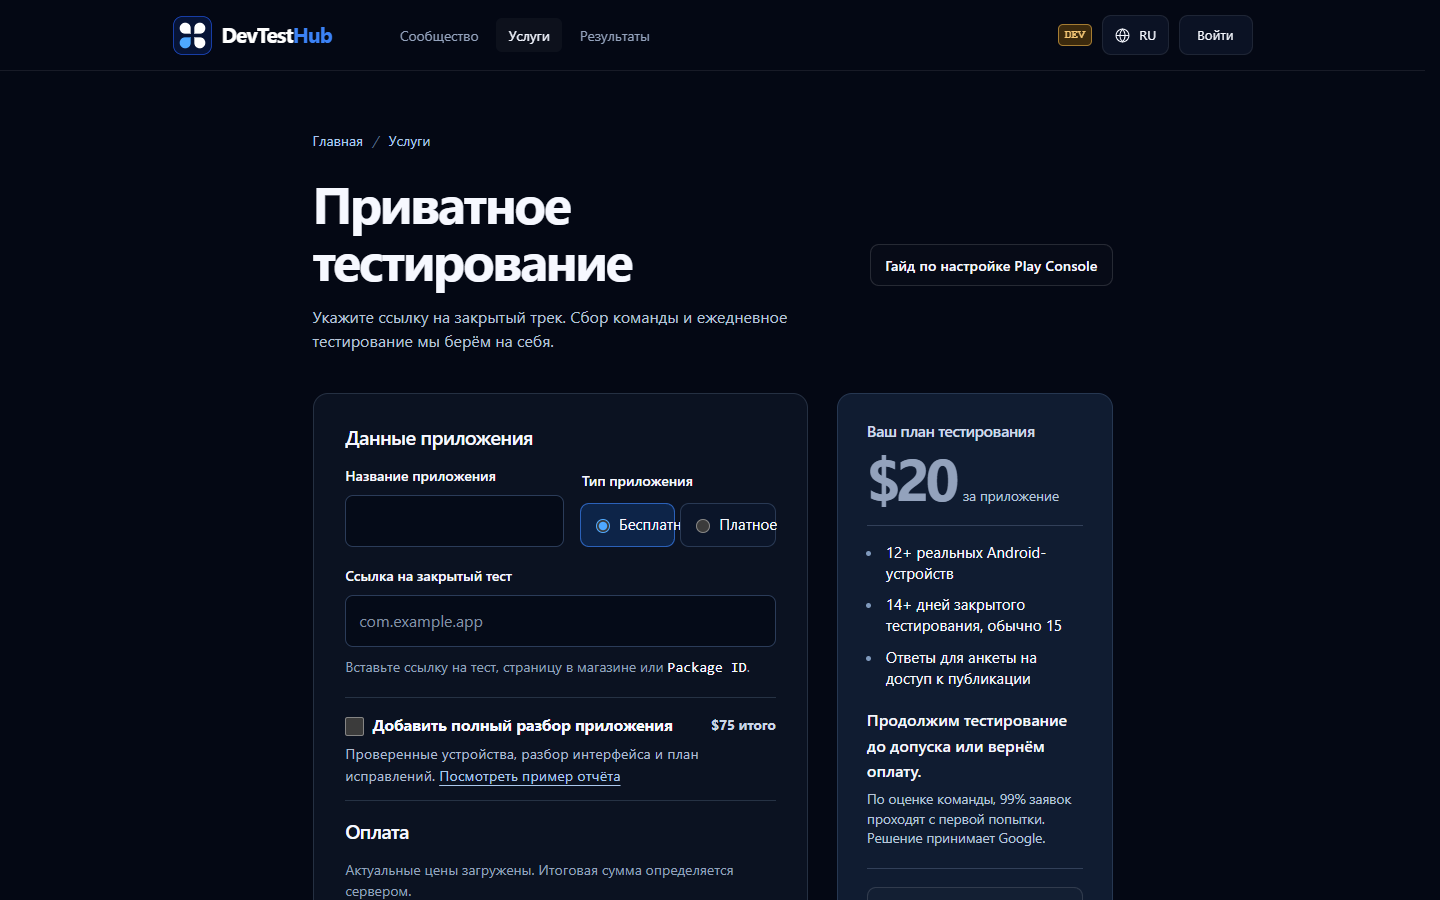 DevTestHub
Сообщество
Услуги
Результаты
DEV
RU
Войти
Главная / Услуги
Приватное
тестирование
Гайд по настройке Play Console
Укажите ссылку на закрытый трек. Сбор команды и ежедневное
тестирование мы берём на себя.
Данные приложения
Название приложения
Тип приложения
Бесплатн
Платное
Ссылка на закрытый тест
com.example.app
Вставьте ссылку на тест, страницу в магазине или Package ID.
Добавить полный разбор приложения
$75 итого
Проверенные устройства, разбор интерфейса и план
исправлений. Посмотреть пример отчёта
Оплата
Актуальные цены загружены. Итоговая сумма определяется
сервером.
Ваш план тестирования
$20 за приложение
12+ реальных Android-
устройств
14+ дней закрытого
тестирования, обычно 15
Ответы для анкеты на
доступ к публикации
Продолжим тестирование
до допуска или вернём
оплату.
По оценке команды, 99% заявок
проходят с первой попытки.
Решение принимает Google.